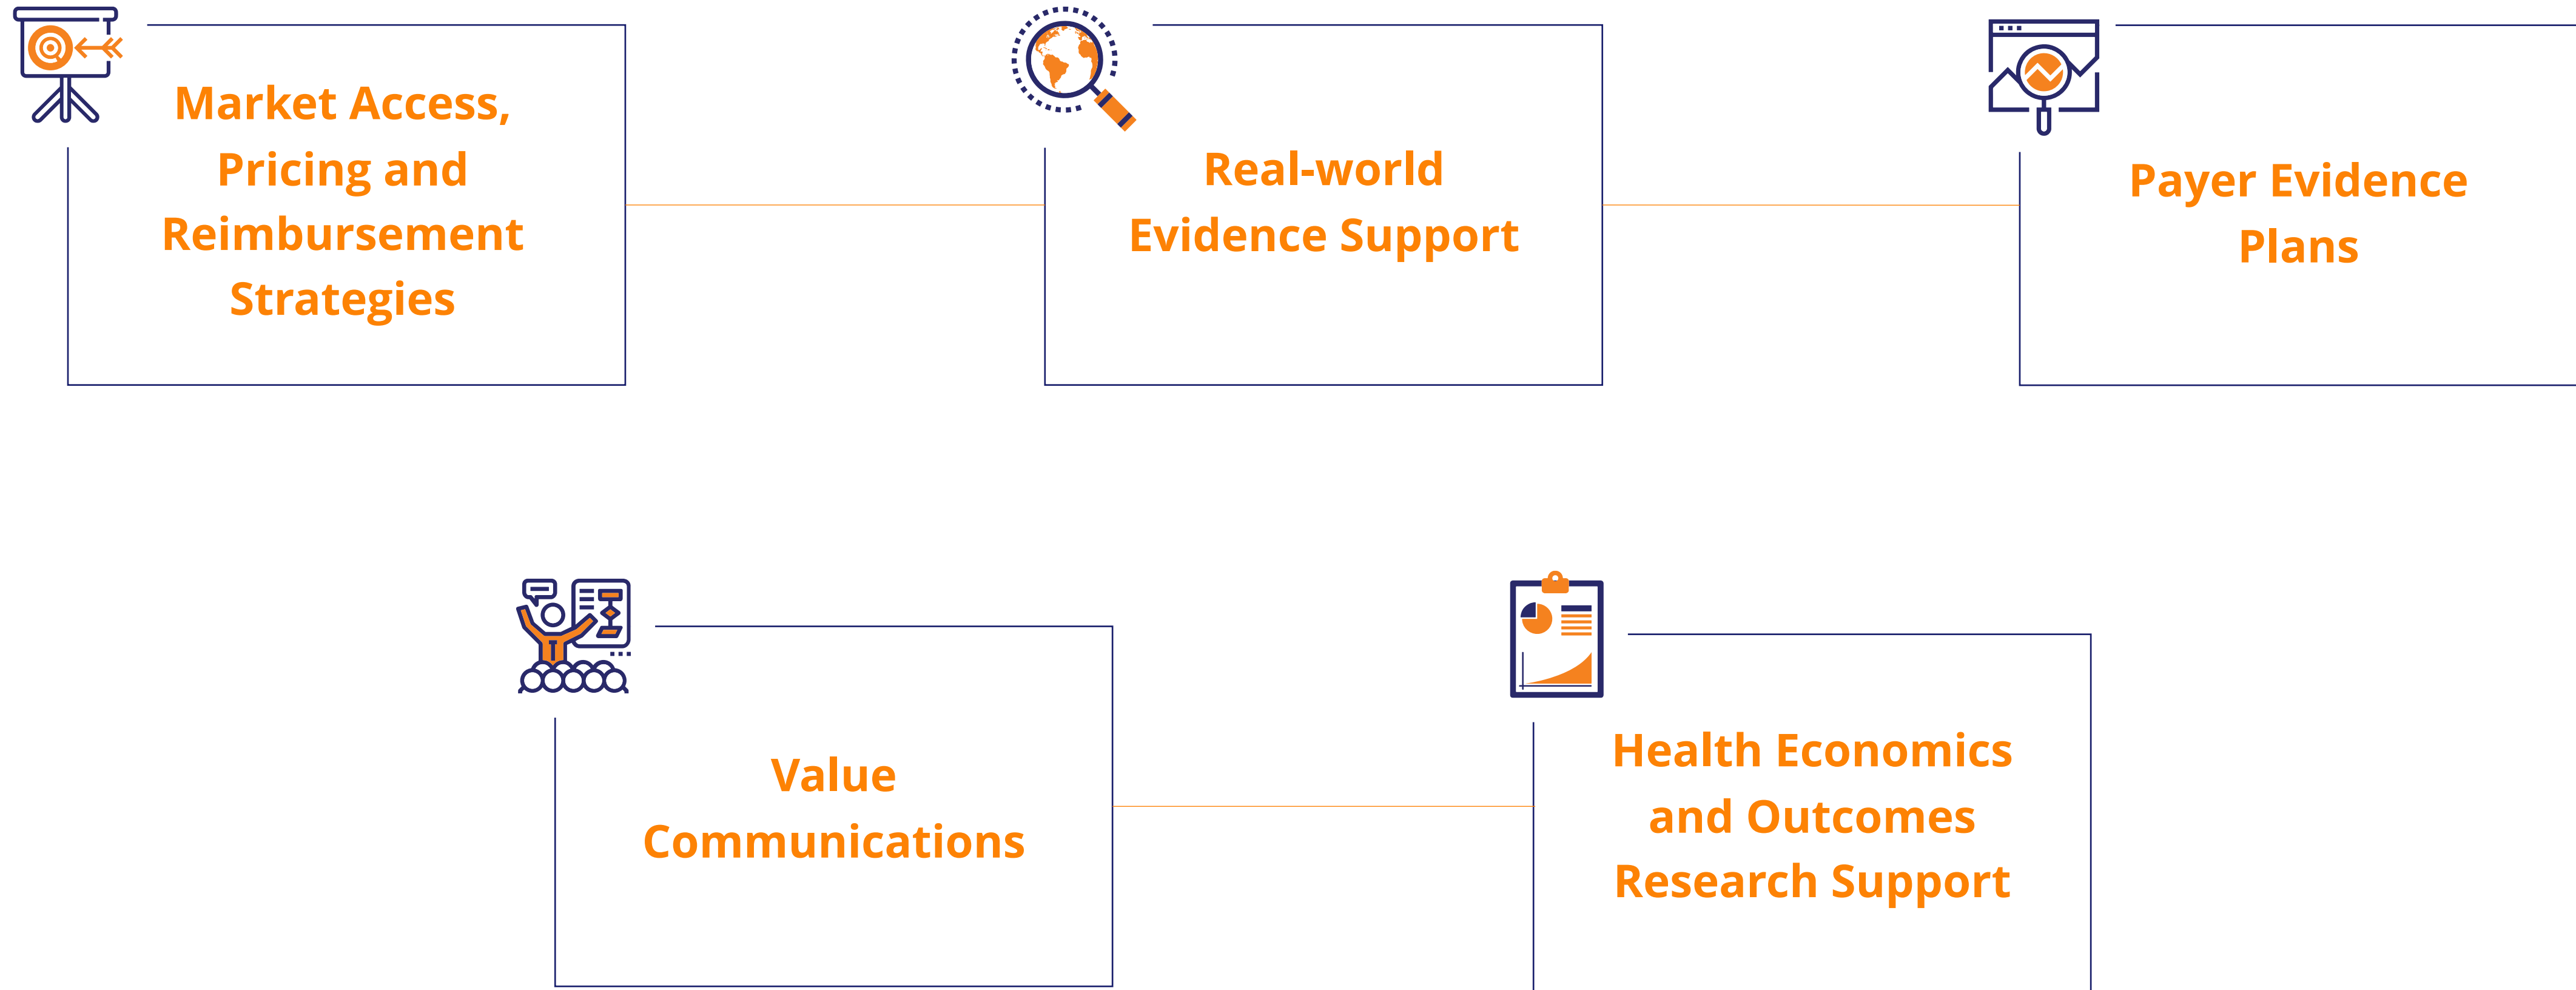 Market Access,
Pricing and
Reimbursement
Strategies
Real-world
Evidence Support
Payer Evidence
Plans
Value
Communications
Health Economics
and Outcomes
Research Support